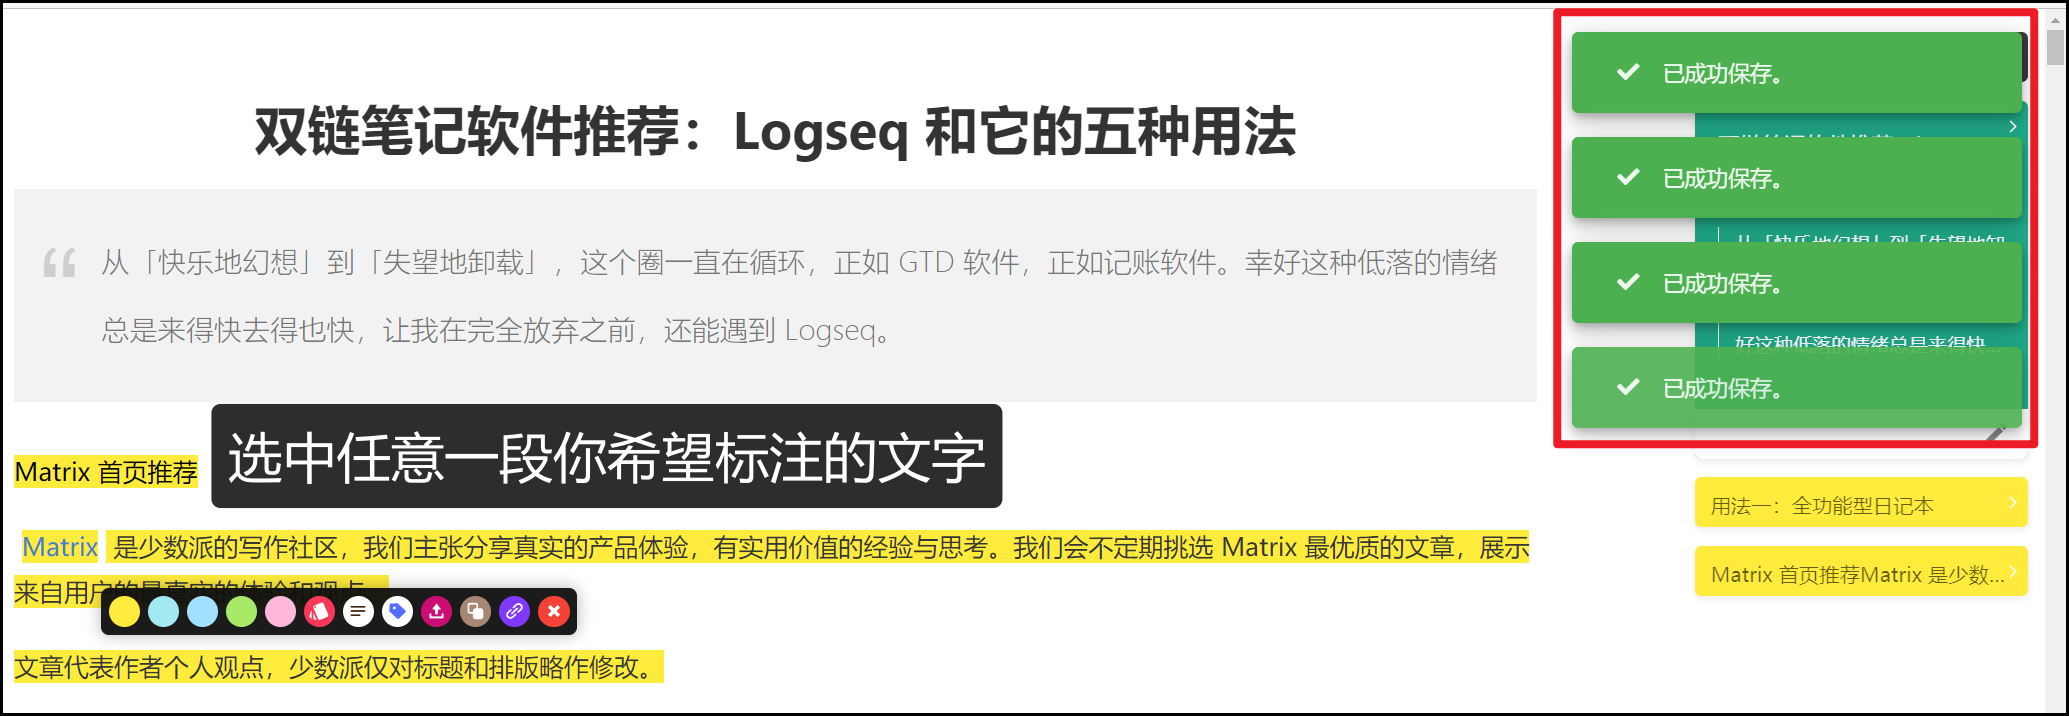 双链笔记软件推荐：Logseq 和它的五种用法
“
从「快乐地幻想」到「失望地卸载」，这个圈一直在循环，正如 GTD 软件，正如记账软件。幸好这种低落的情绪
总是来得快去得也快，让我在完全放弃之前，还能遇到 Logseq。
选中任意一段你希望标注的文字
Matrix 首页推荐
Matrix 是少数派的写作社区，我们主张分享真实的产品体验，有实用价值的经验与思考。我们会不定期挑选 Matrix 最优质的文章，展示
来自用户的最真实的体验和观点。
文章代表作者个人观点，少数派仅对标题和排版略作修改。
已成功保存。
已成功保存。
已成功保存。
好这种低落的情绪总是来得快...
已成功保存。
用法一：全功能型日记本
Matrix 首页推荐Matrix 是少数...